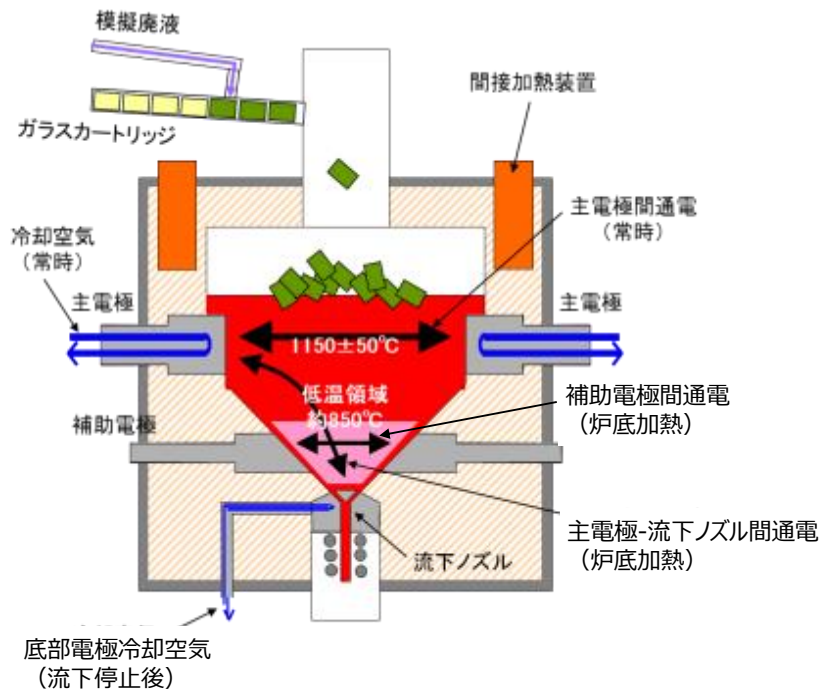 模擬廃液
ガラスカートリッジ
間接加熱装置
主電極間通電
（常時）
冷却空気
（常時）
主電極
主電極
1150±50℃
低温領域
約850℃
補助電極
補助電極間通電
（炉底加熱）
主電極-流下ノズル間通電
（炉底加熱）
流下ノズル
底部電極冷却空気
（流下停止後）